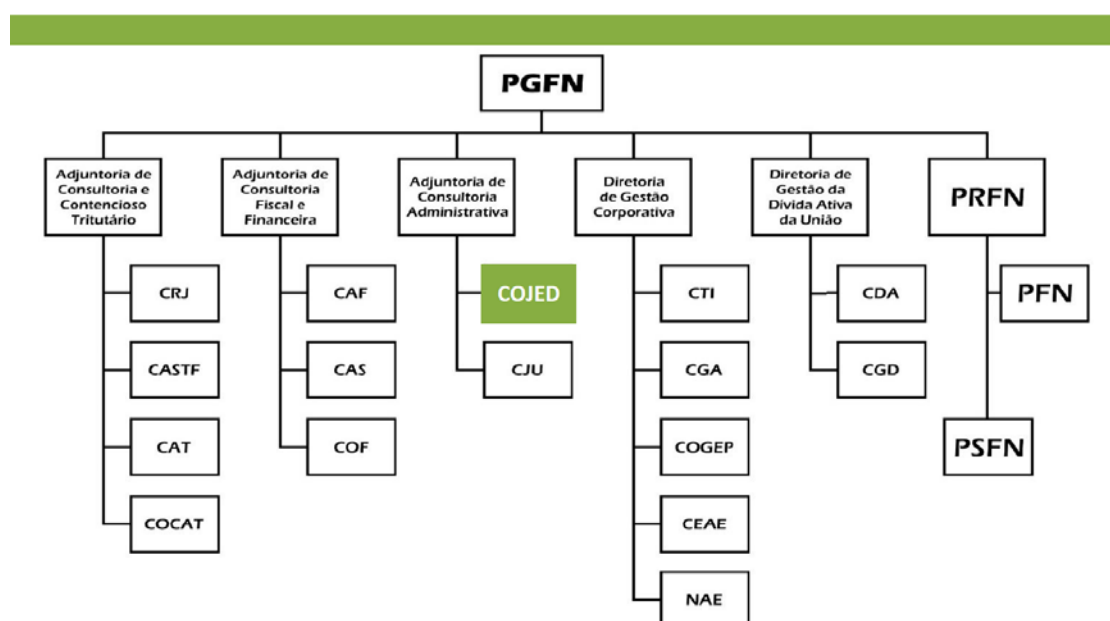 PGFN
Adjuntoria de
Consultoria e
Contencioso
Tritutário
Adjuntoria de
Consultoria
Fiscal e
Financeira
Adjuntoria de
Consultoria
Administrativa
Diretoria
de Gestão
Corporativa
Diretoria de
Gestão da
Divida Ativa
da União
PRFN
CRJ
CASTF
CAT
COCAT
CAF
CAS
COF
COJED
CJU
CTI
CGA
COGEP
CEAE
NAE
CDA
CGD
PFN
PSFN